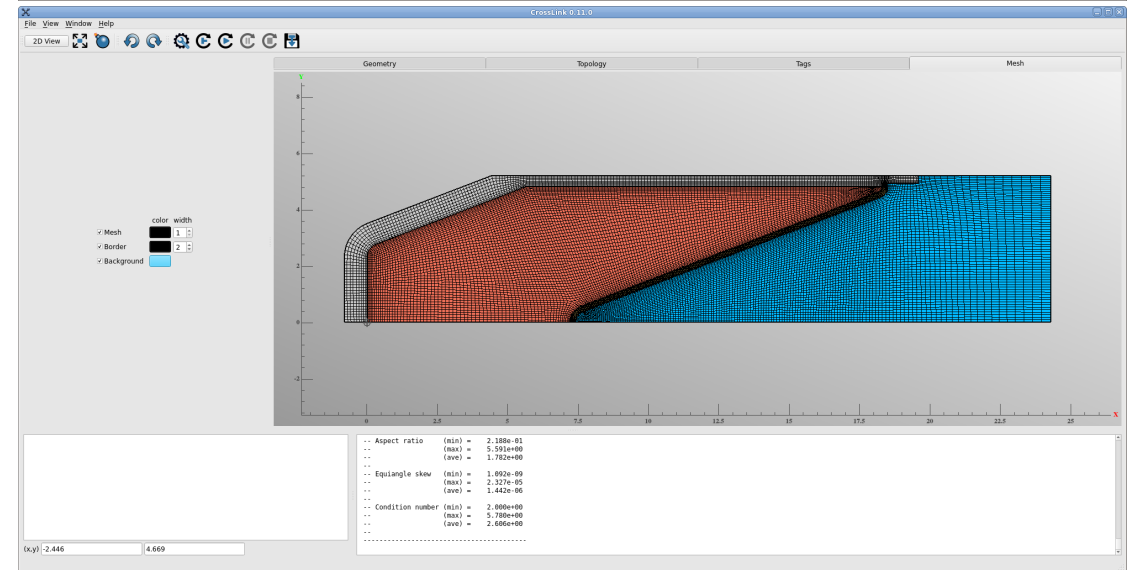 CrossLink 0.11.0
File View Window Help
2D View
Geometry Topology Tags Mesh
Y
8
6
4
2
0
-2
0 2.5 5 7.5 10 12.5 15 17.5 20 22.5 25 X
color width
Mesh 1
Border 2
Background
-- Aspect ratio (min) = 2.188e-01
-- (max) = 5.591e+00
-- (ave) = 1.782e+00
--
-- Equiangle skew (min) = 1.092e-09
-- (max) = 2.327e-05
-- (ave) = 1.442e-06
--
-- Condition number (min) = 2.000e+00
-- (max) = 5.780e+00
-- (ave) = 2.606e+00
--
-----------------------------------------
(x,y) -2.446 4.669